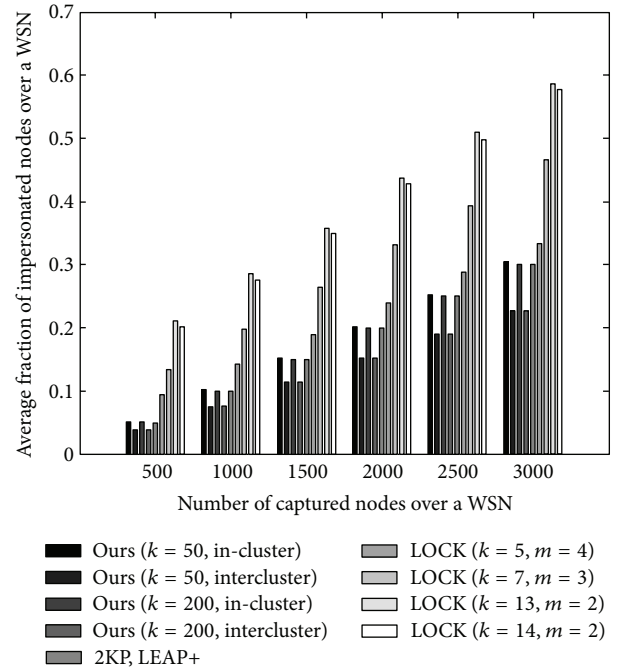 Average fraction of impersonated nodes over a WSN
0.7
0.6
0.5
0.4
0.3
0.2
0.1
0
500 1000 1500 2000 2500 3000
Number of captured nodes over a WSN
Ours (k = 50, in-cluster)
Ours (k = 50, intercluster)
Ours (k = 200, in-cluster)
Ours (k = 200, intercluster)
2KP, LEAP+
LOCK (k = 5, m = 4)
LOCK (k = 7, m = 3)
LOCK (k = 13, m = 2)
LOCK (k = 14, m = 2)